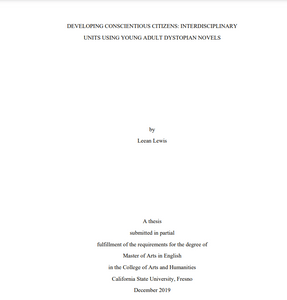 DEVELOPING CONSCIENTIOUS CITIZENS: INTERDISCIPLINARY
UNITS USING YOUNG ADULT DYSTOPIAN NOVELS
by
Leean Lewis
A thesis
submitted in partial
fulfillment of the requirements for the degree of
Master of Arts in English
in the College of Arts and Humanities
California State University, Fresno
December 2019